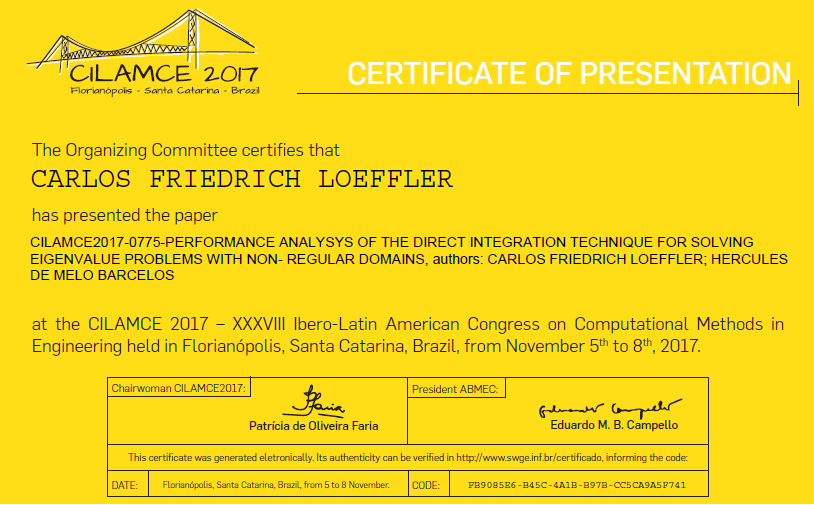 CILAMCE 2017
Florianópolis - Santa Catarina - Brazil
CERTIFICATE OF PRESENTATION
The Organizing Committee certifies that
CARLOS FRIEDRICH LOEFFLER
has presented the paper
CILAMCE2017-0775-PERFORMANCE ANALYSYS OF THE DIRECT INTEGRATION TECHNIQUE FOR SOLVING
EIGENVALUE PROBLEMS WITH NON- REGULAR DOMAINS, authors: CARLOS FRIEDRICH LOEFFLER; HERCULES
DE MELO BARCELOS
at the CILAMCE 2017 – XXXVIII Ibero-Latin American Congress on Computational Methods in
Engineering held in Florianópolis, Santa Catarina, Brazil, from November 5th to 8th, 2017.
Chairwoman CILAMCE2017:
Faria
Patrícia de Oliveira Faria
President ABMEC:
Eduardo Campello
Eduardo M. B. Campello
This certificate was generated eletronically. Its authenticity can be verified in http://www.swge.inf.br/certificado, informing the code:
DATE:
Florianópolis, Santa Catarina, Brazil, from 5 to 8 November.
CODE:
FB9085E6-B45C-4A1B-B97B-CC5CA9A5F741